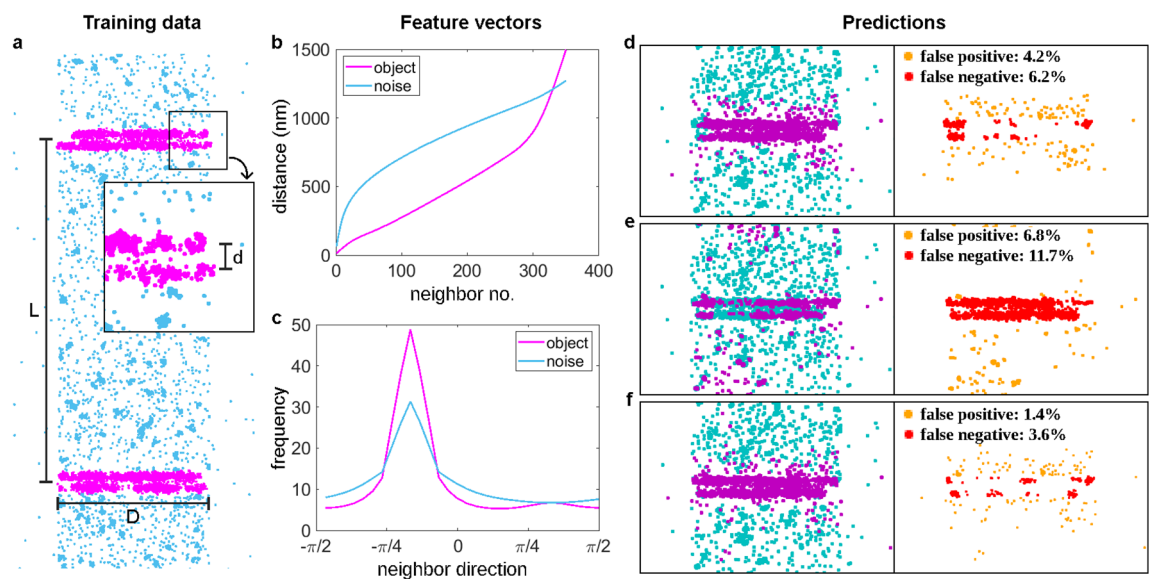 Training data
Feature vectors
Predictions
a
L
d
D
b
1500
1000
500
0
0
100
200
300
400
distance (nm)
neighbor no.
object
noise
c
50
40
30
20
10
0
-π/2
-π/4
0
π/4
π/2
frequency
neighbor direction
object
noise
d
false positive: 4.2%
false negative: 6.2%
e
false positive: 6.8%
false negative: 11.7%
f
false positive: 1.4%
false negative: 3.6%